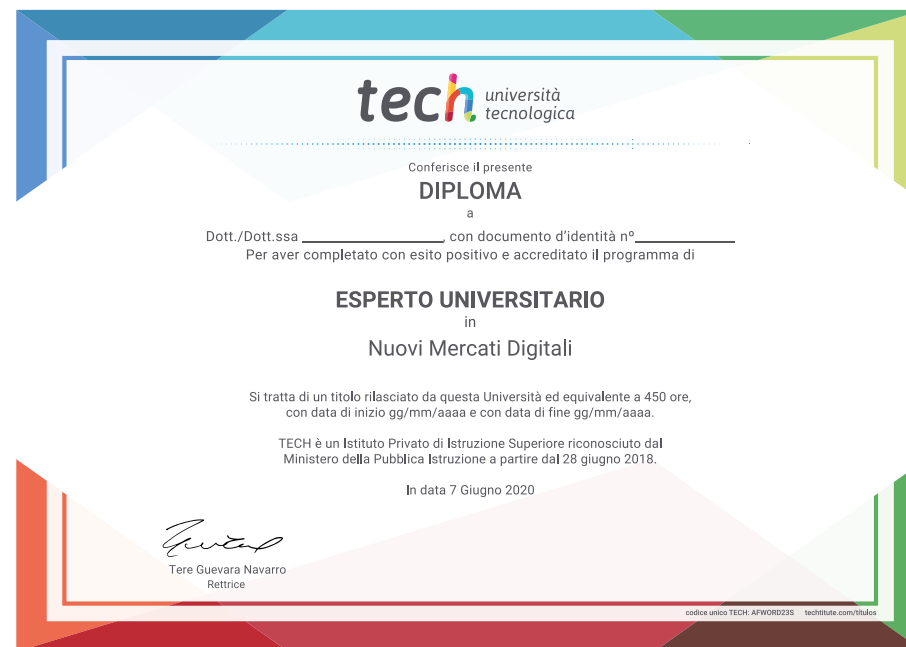 tech università
tecnologica
Conferisce il presente
DIPLOMA
a
Dott./Dott.ssa ____________________, con documento d'identità nº______________
Per aver completato con esito positivo e accreditato il programma di
ESPERTO UNIVERSITARIO
in
Nuovi Mercati Digitali
Si tratta di un titolo rilasciato da questa Università ed equivalente a 450 ore,
con data di inizio gg/mm/aaaa e con data di fine gg/mm/aaaa.
TECH è un Istituto Privato di Istruzione Superiore riconosciuto dal
Ministero della Pubblica Istruzione a partire dal 28 giugno 2018.
In data 7 Giugno 2020
Tere Guevara Navarro
Rettrice
codice unico TECH: AFWORD23S techtitute.com/titulos